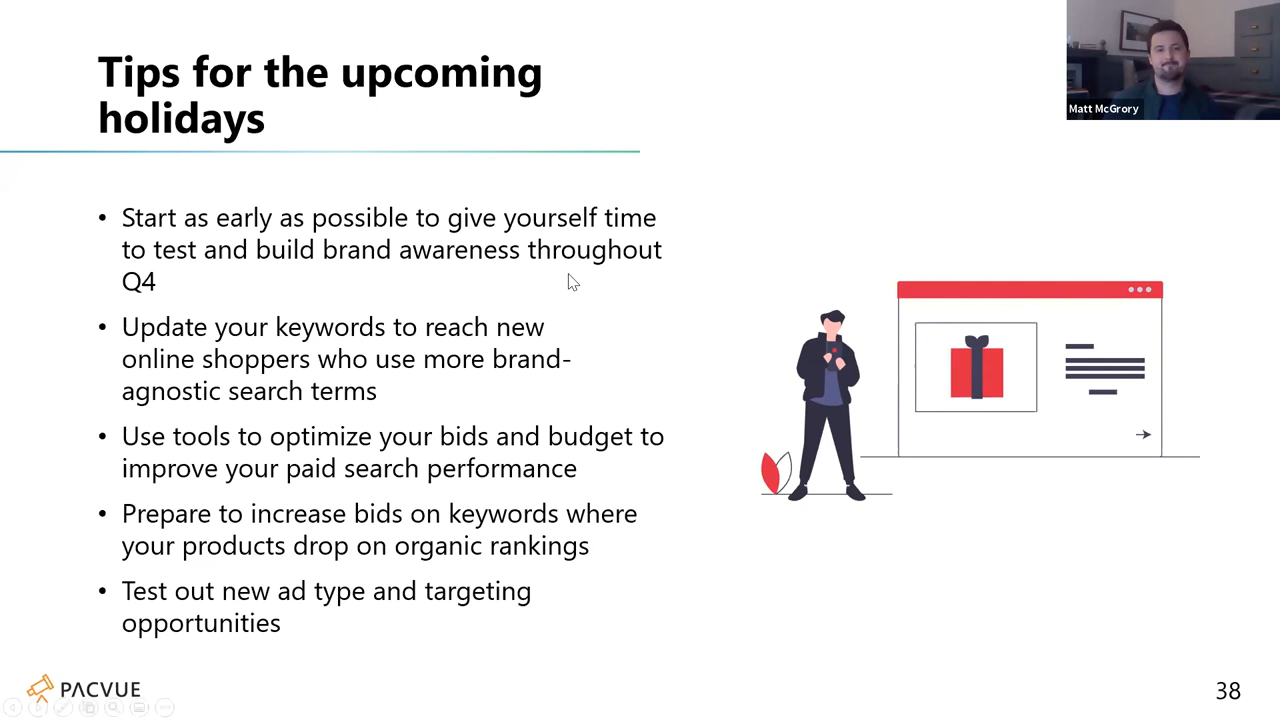 Tips for the upcoming
holidays
Matt McGrory
• Start as early as possible to give yourself time
to test and build brand awareness throughout
Q4
• Update your keywords to reach new
online shoppers who use more brand-
agnostic search terms
• Use tools to optimize your bids and budget to
improve your paid search performance
• Prepare to increase bids on keywords where
your products drop on organic rankings
• Test out new ad type and targeting
opportunities
PACVUE
38